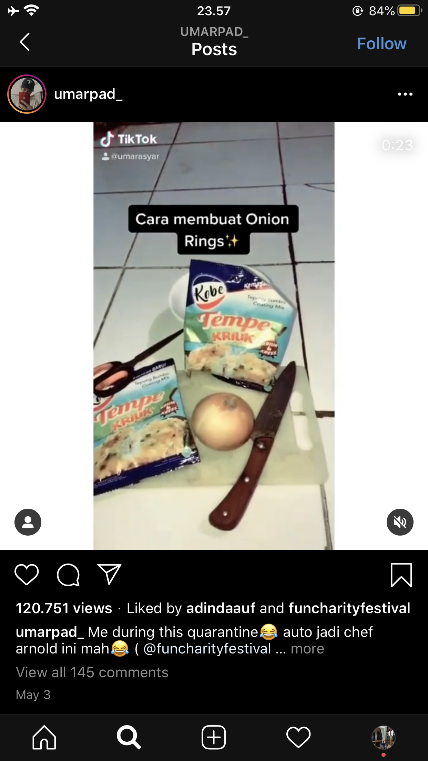 23.57
84%
UMARPAD_
Posts
Follow
umarpad_
TikTok
@umarasyar
0:23
Cara membuat Onion
Rings✨
Kobe
Tempe
KRIUK
Tempe
KRIUK
120.751 views · Liked by adindaauf and funcharityfestival
umarpad_ Me during this quarantine😂 auto jadi chef
arnold ini mah😂 ( @funcharityfestival ... more
View all 145 comments
May 3